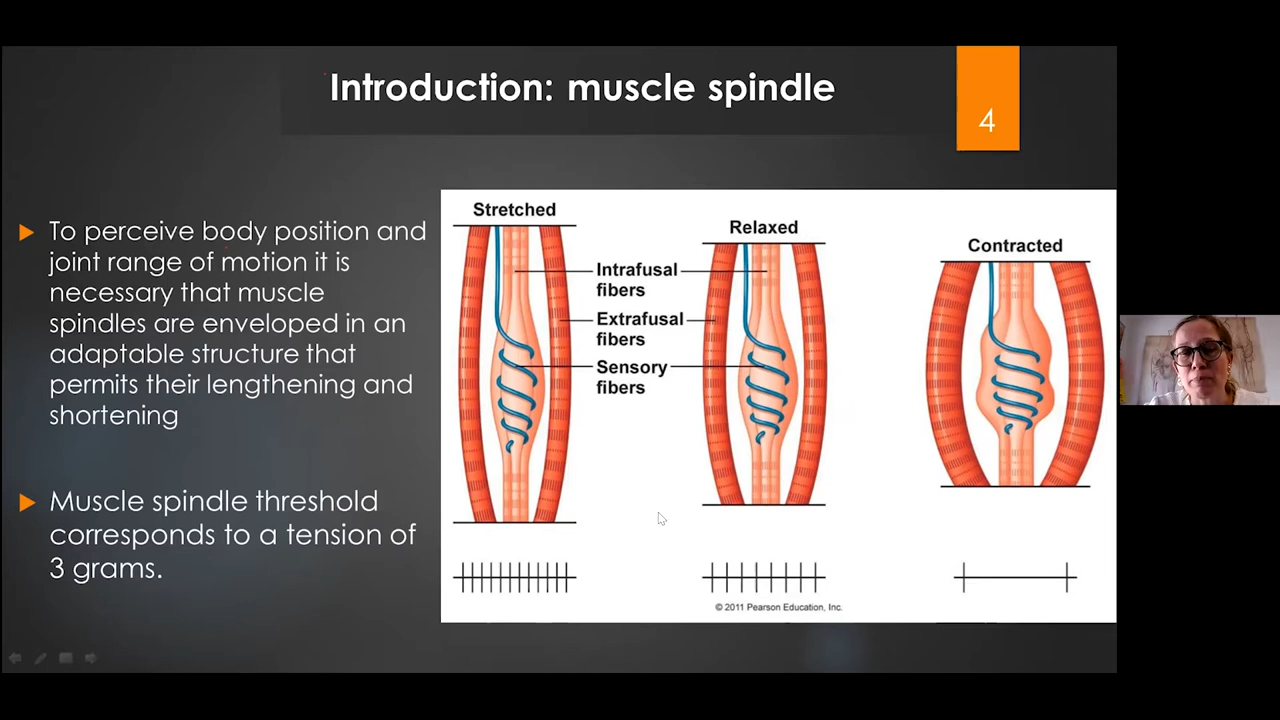 Introduction: muscle spindle
4
To perceive body position and
joint range of motion it is
necessary that muscle
spindles are enveloped in an
adaptable structure that
permits their lengthening and
shortening
Muscle spindle threshold
corresponds to a tension of
3 grams.
Stretched
Relaxed
Contracted
Intrafusal
fibers
Extrafusal
fibers
Sensory
fibers
© 2011 Pearson Education, Inc.